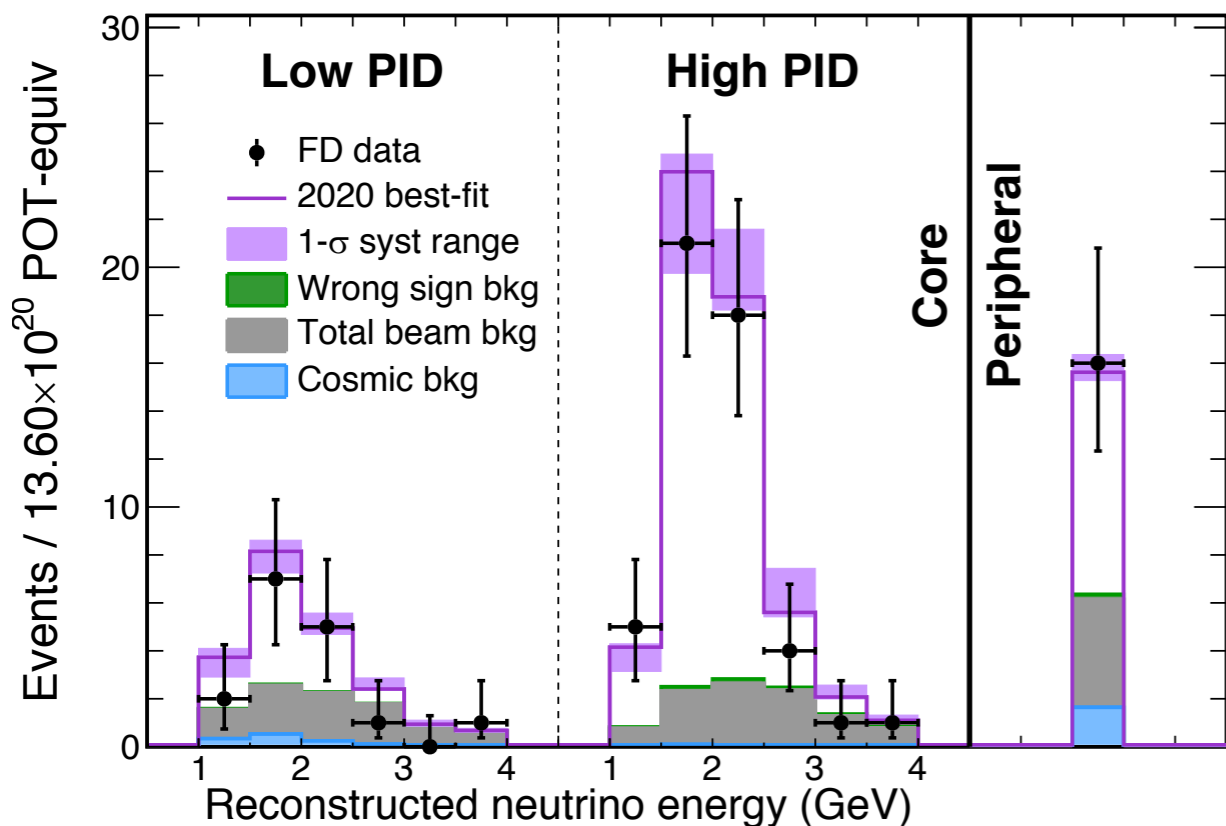 30
20
10
0
Events / 13.60×10²⁰ POT-equiv
Low PID
High PID
FD data
2020 best-fit
1-σ syst range
Wrong sign bkg
Total beam bkg
Cosmic bkg
Core
Peripheral
1 2 3 4 1 2 3 4
Reconstructed neutrino energy (GeV)